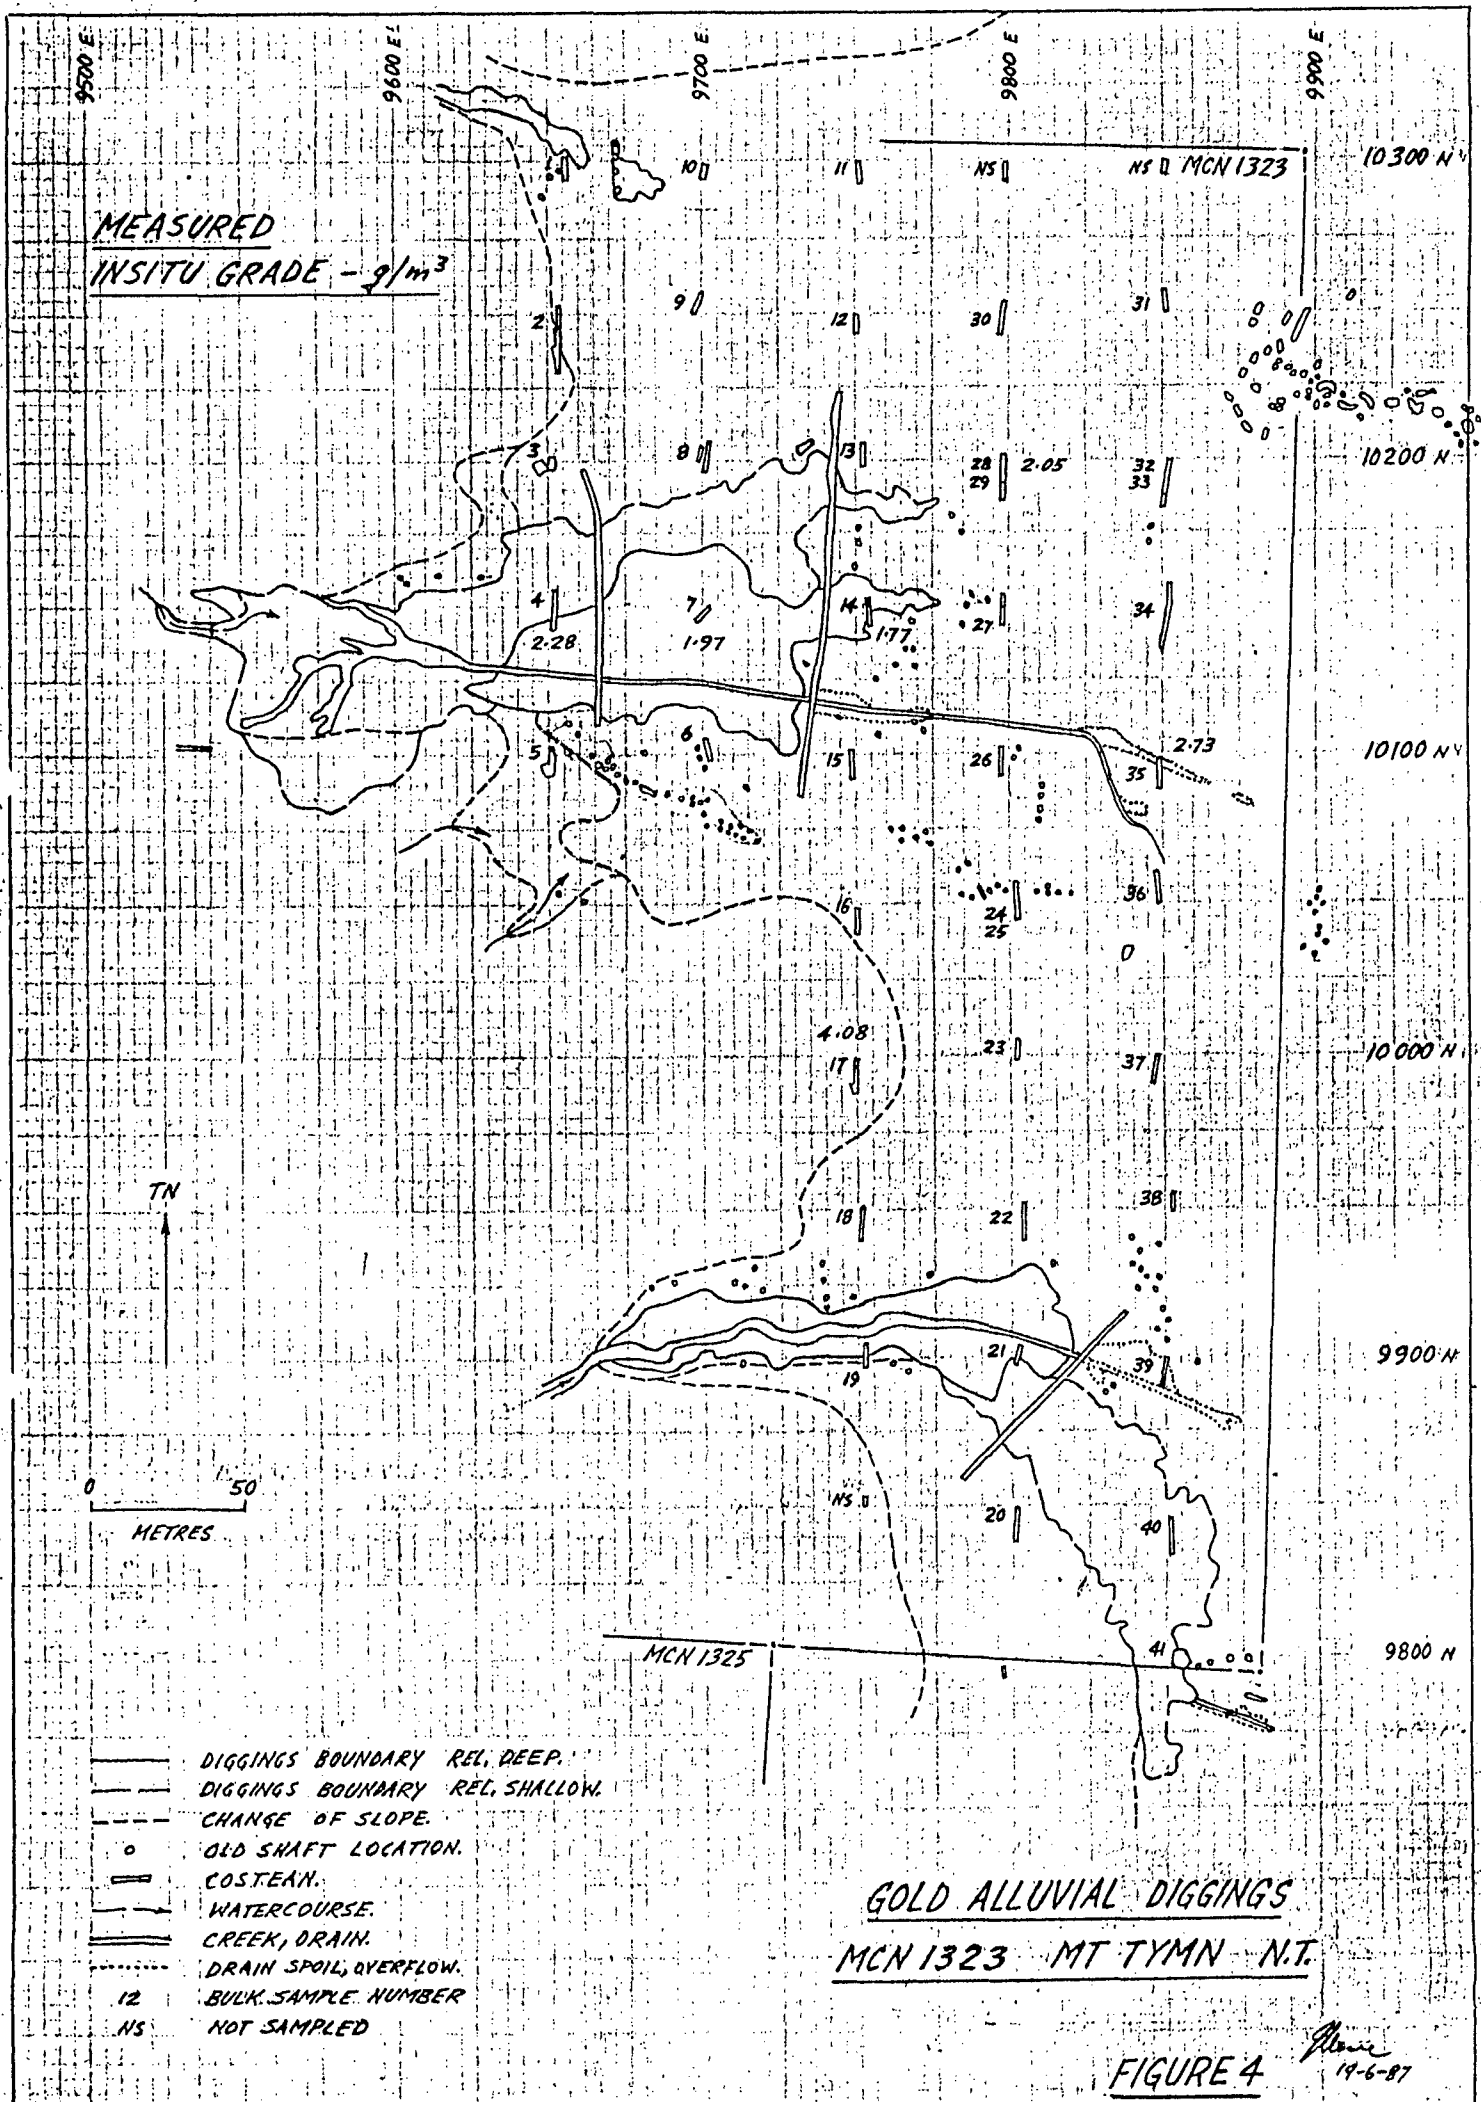 9500 E
9600 E
9700 E
9800 E
9900 E
10 11 NS NS MCN 1323 10300 N
MEASURED
INSITU GRADE - g/m³
2 9 12 30 31
3 8 13 28 2.05 32 10200 N
29 33
4 7 14 27 34
2.28 1.97 1.77
2.73
5 6 15 26 35 10100 N
16 24 36
25
4.08
17 23 37 10000 N
TN
18 22 38
19 21 39 9900 N
0 50
METRES
NS 20 40
MCN 1325 41 9800 N
DIGGINGS BOUNDARY REL. DEEP.
DIGGINGS BOUNDARY REL. SHALLOW.
CHANGE OF SLOPE.
OLD SHAFT LOCATION.
COSTEAN.
WATERCOURSE.
CREEK, DRAIN.
DRAIN SPOIL, OVERFLOW.
12 BULK SAMPLE NUMBER
NS NOT SAMPLED
GOLD ALLUVIAL DIGGINGS
MCN 1323 MT TYMN N.T.
FIGURE 4
19-6-87